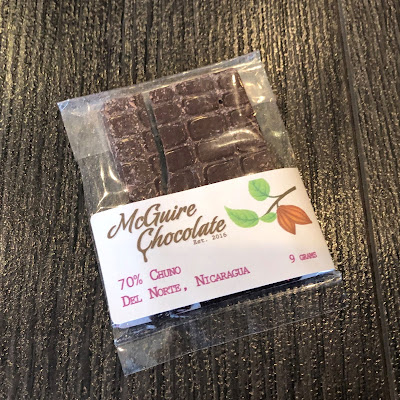 McGuire
Chocolate
Est. 2016
70% Chuno
Del Norte, Nicaragua
9 grams